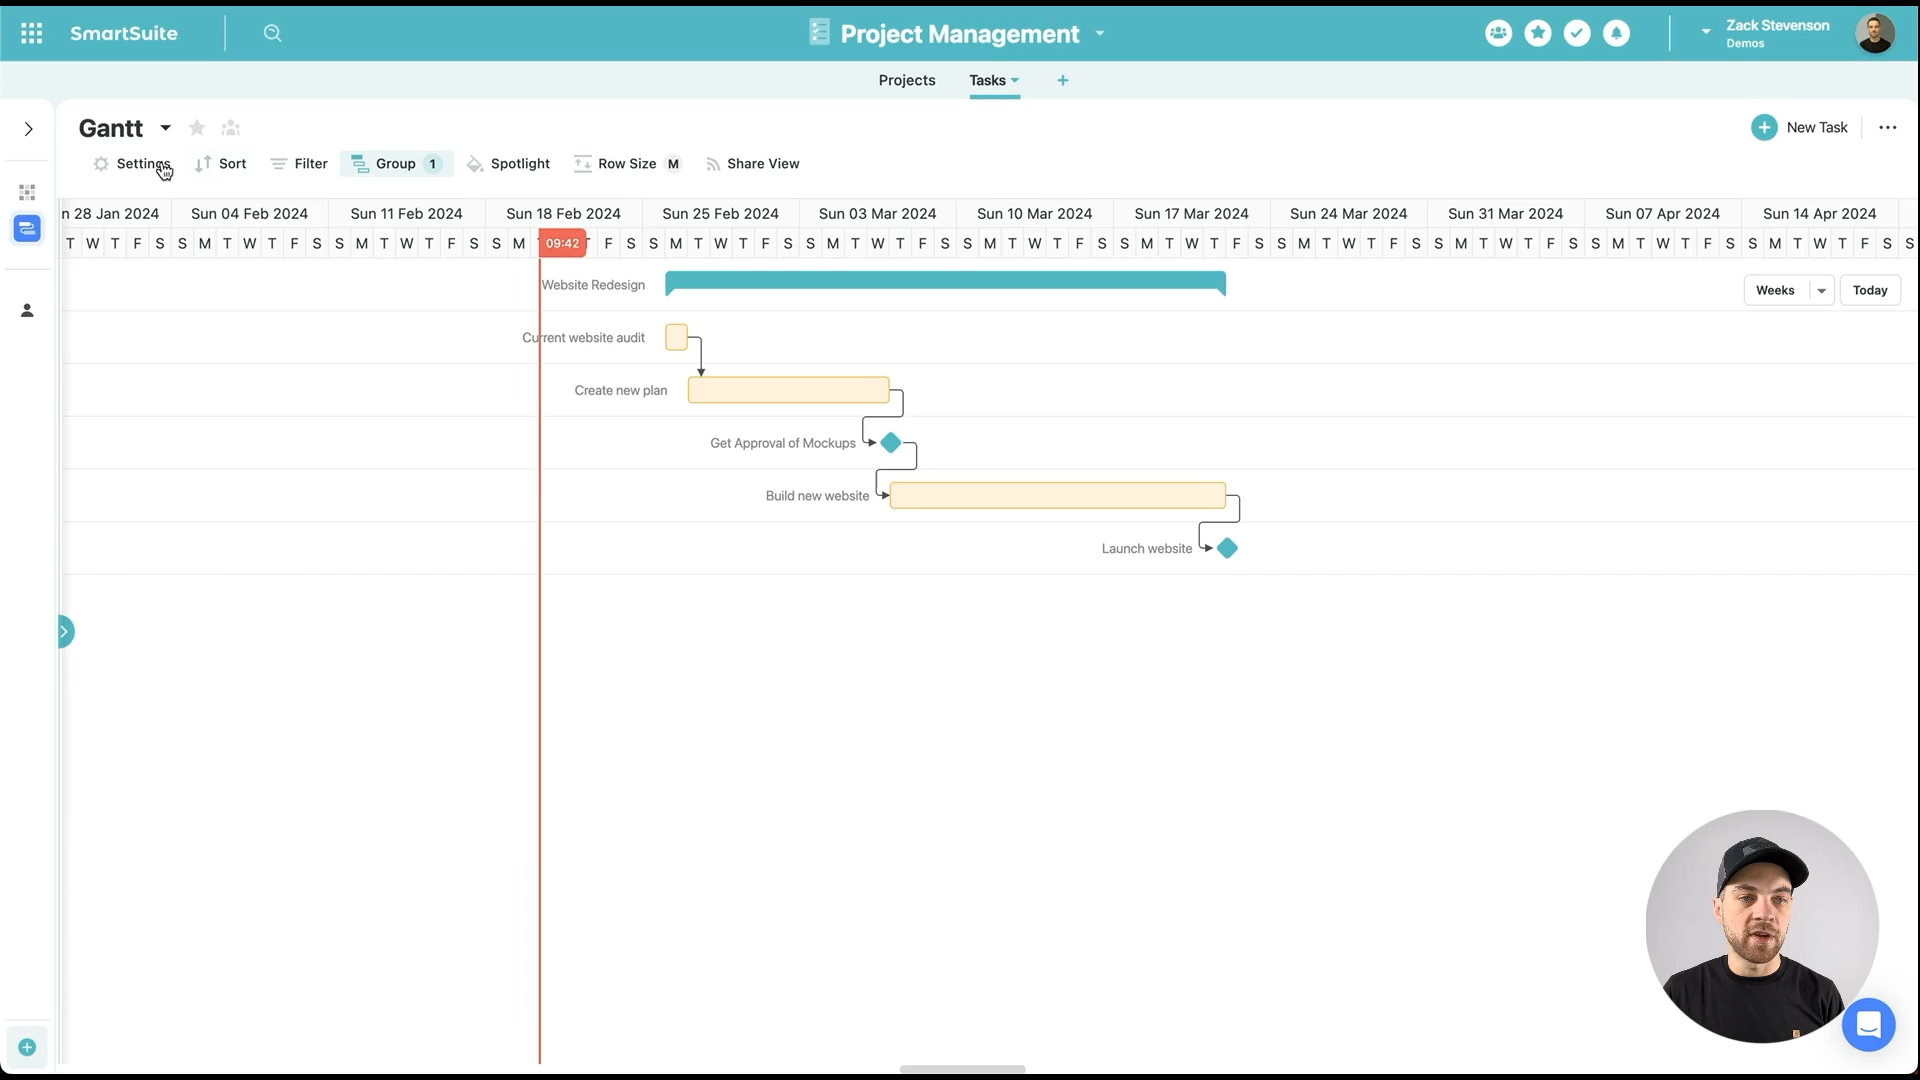 SmartSuite
Project Management
Zack Stevenson
Demos
Projects
Tasks
Gantt
New Task
Settings
Sort
Filter
Group 1
Spotlight
Row Size M
Share View
n 28 Jan 2024 Sun 04 Feb 2024 Sun 11 Feb 2024 Sun 18 Feb 2024 Sun 25 Feb 2024 Sun 03 Mar 2024 Sun 10 Mar 2024 Sun 17 Mar 2024 Sun 24 Mar 2024 Sun 31 Mar 2024 Sun 07 Apr 2024 Sun 14 Apr 2024
T W T F S S M T W T F S S M T W T F S S M 09:42 F S S M T W T F S S M T W T F S S M T W T F S S M T W T F S S M T W T F S S M T W T F S S M T W T F S S M T W T F S S
Website Redesign
Weeks
Today
Current website audit
Create new plan
Get Approval of Mockups
Build new website
Launch website